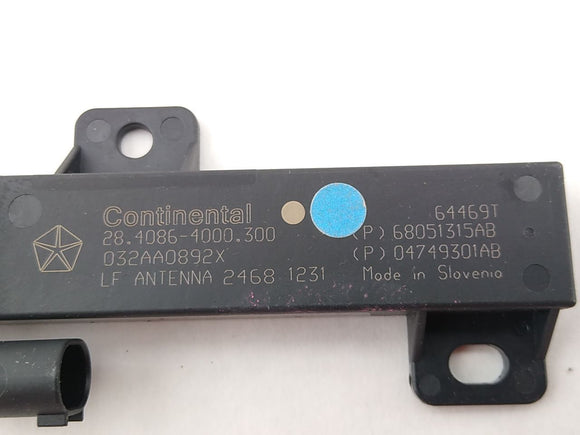 Continental 64469T
28.4086-4000.300 (P) 68051315AB
032AA0892X (P) 04749301AB
LF ANTENNA 2468 1231 Made in Slovenia